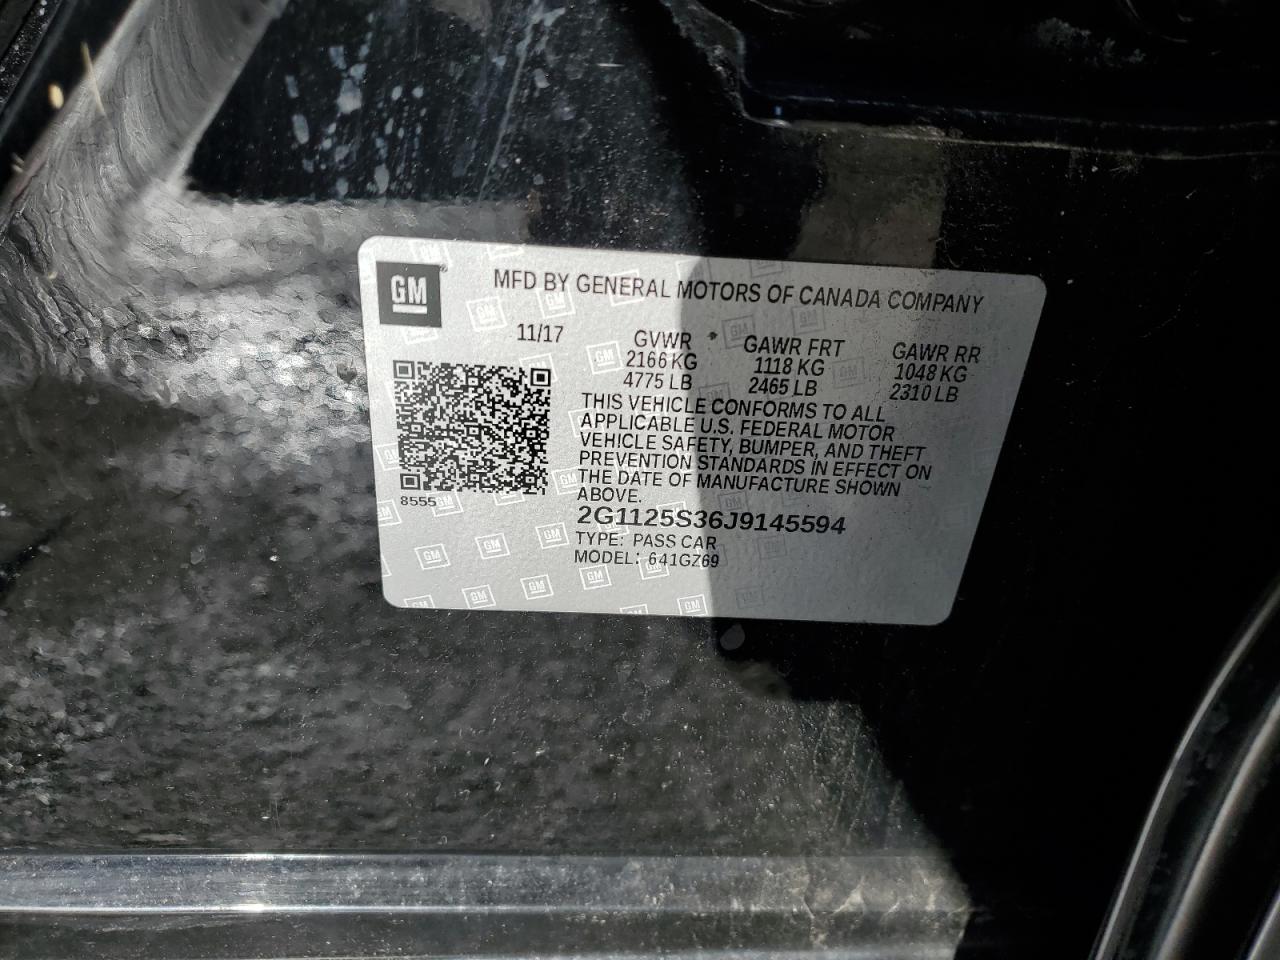 GM
MFD BY GENERAL MOTORS OF CANADA COMPANY
11/17 GVWR GAWR FRT GAWR RR
2166 KG 1118 KG 1048 KG
4775 LB 2465 LB 2310 LB
THIS VEHICLE CONFORMS TO ALL
APPLICABLE U.S. FEDERAL MOTOR
VEHICLE SAFETY, BUMPER, AND THEFT
PREVENTION STANDARDS IN EFFECT ON
THE DATE OF MANUFACTURE SHOWN
ABOVE.
8555
2G1125S36J9145594
TYPE: PASS CAR
MODEL: 641GZ69